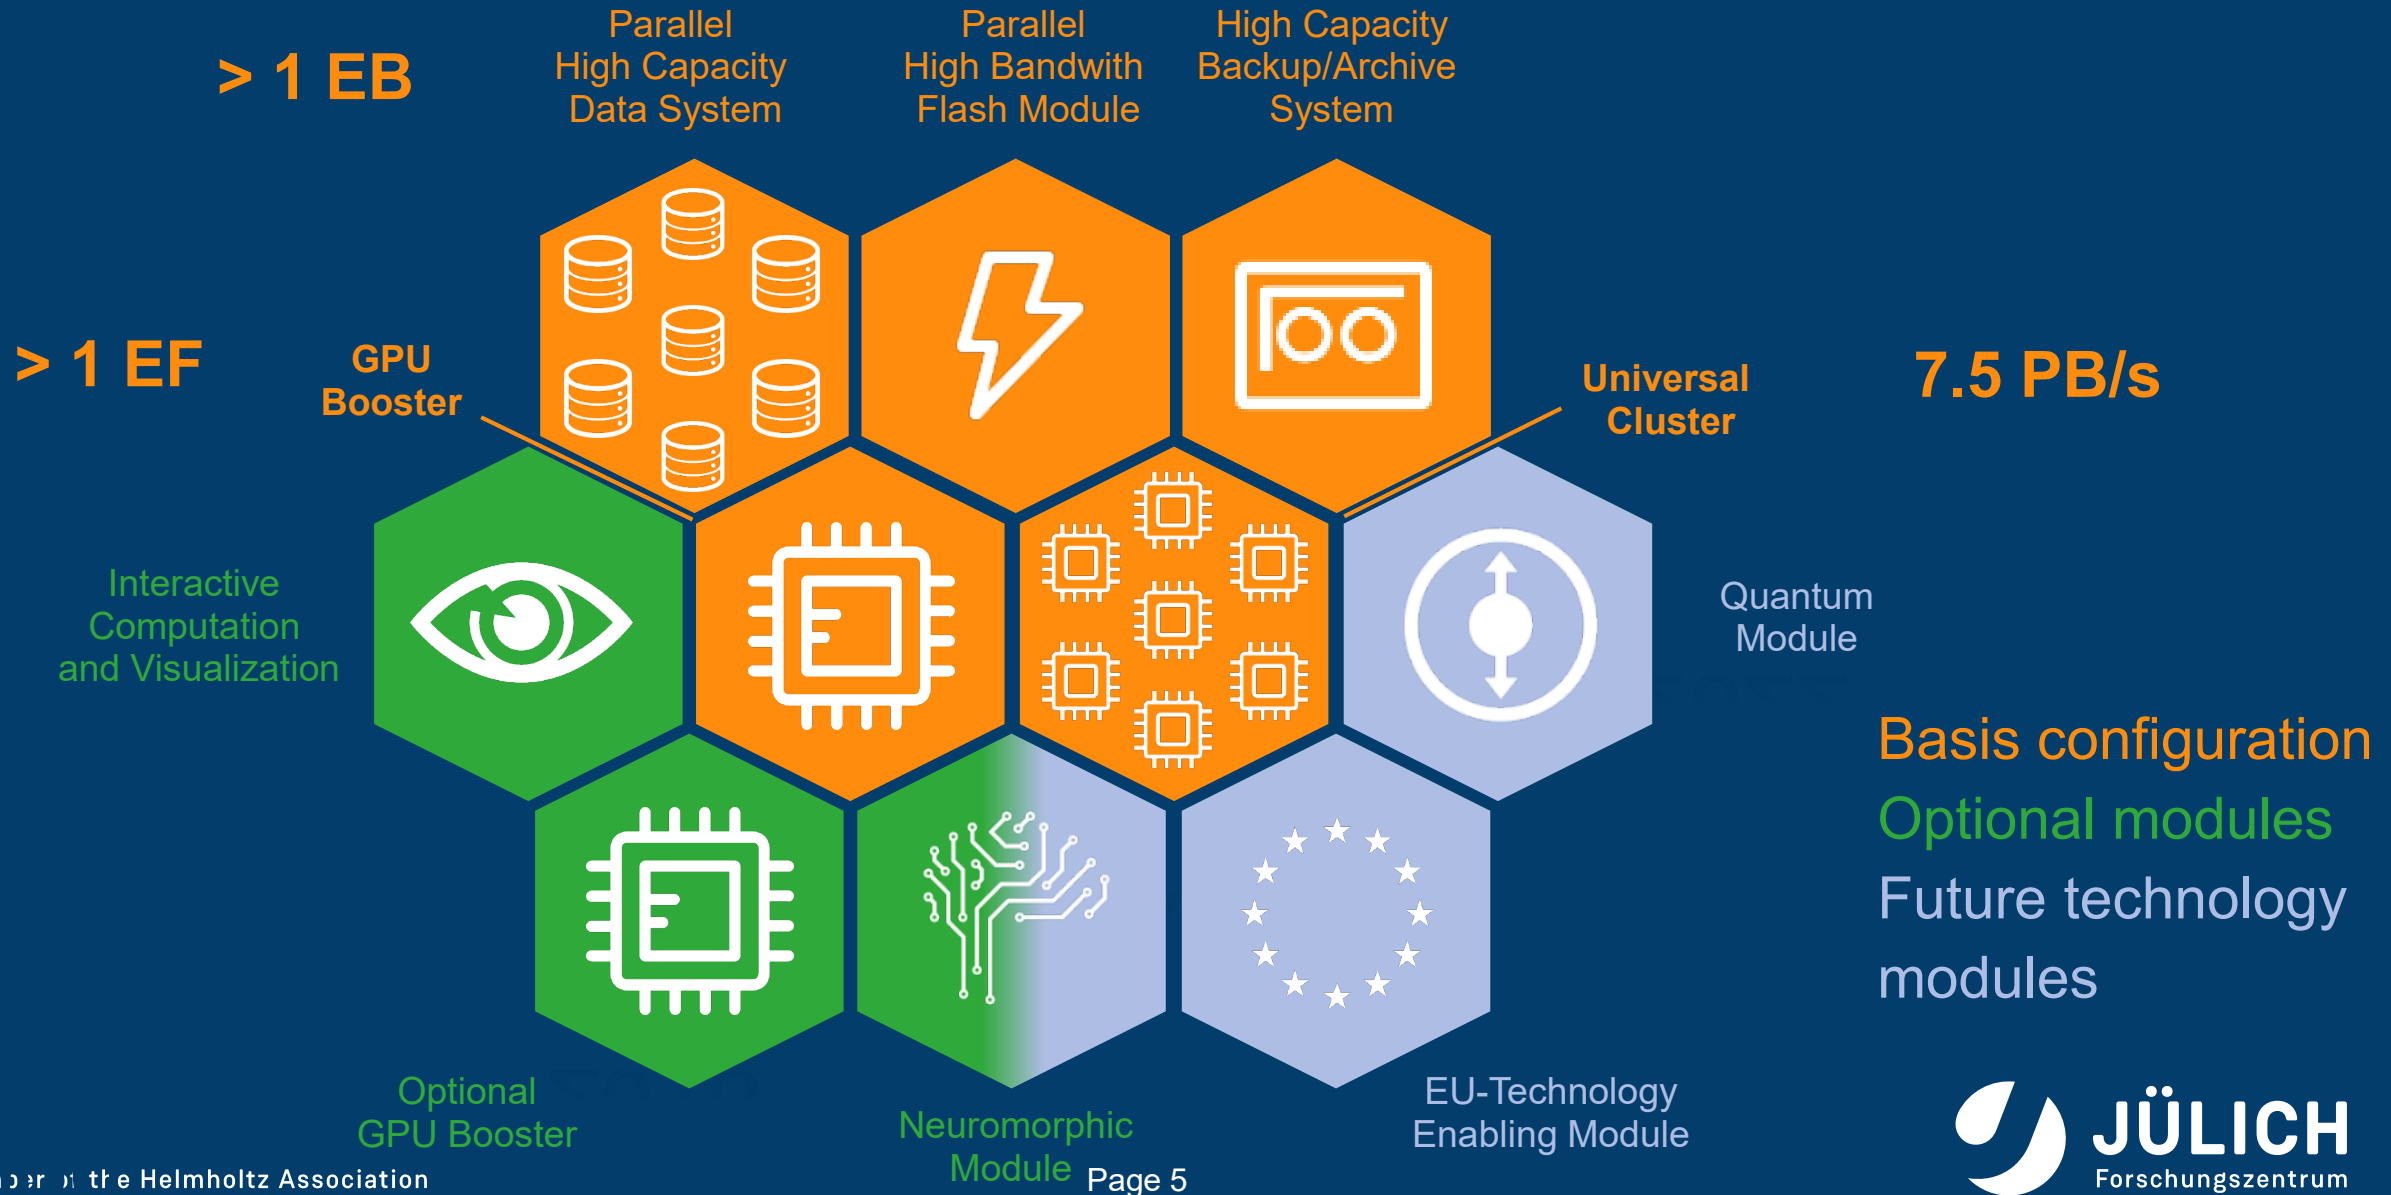 > 1 EB
Parallel
High Capacity
Data System
Parallel
High Bandwith
Flash Module
High Capacity
Backup/Archive
System
> 1 EF
GPU
Booster
Universal
Cluster
7.5 PB/s
Interactive
Computation
and Visualization
Quantum
Module
Basis configuration
Optional modules
Future technology
modules
Optional
GPU Booster
Neuromorphic
Module
EU-Technology
Enabling Module
the Helmholtz Association
Page 5
JÜLICH
Forschungszentrum